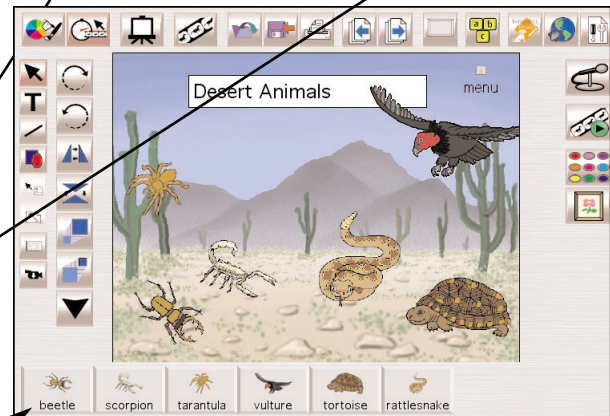 a b
c
T
Desert Animals
menu
beetle scorpion tarantula vulture tortoise rattlesnake